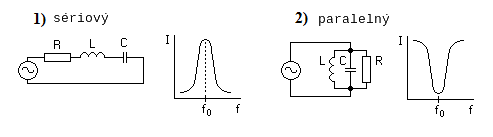 1) sériový
R L C
I
f₀ f
2) paralelný
L C R
I
f₀ f